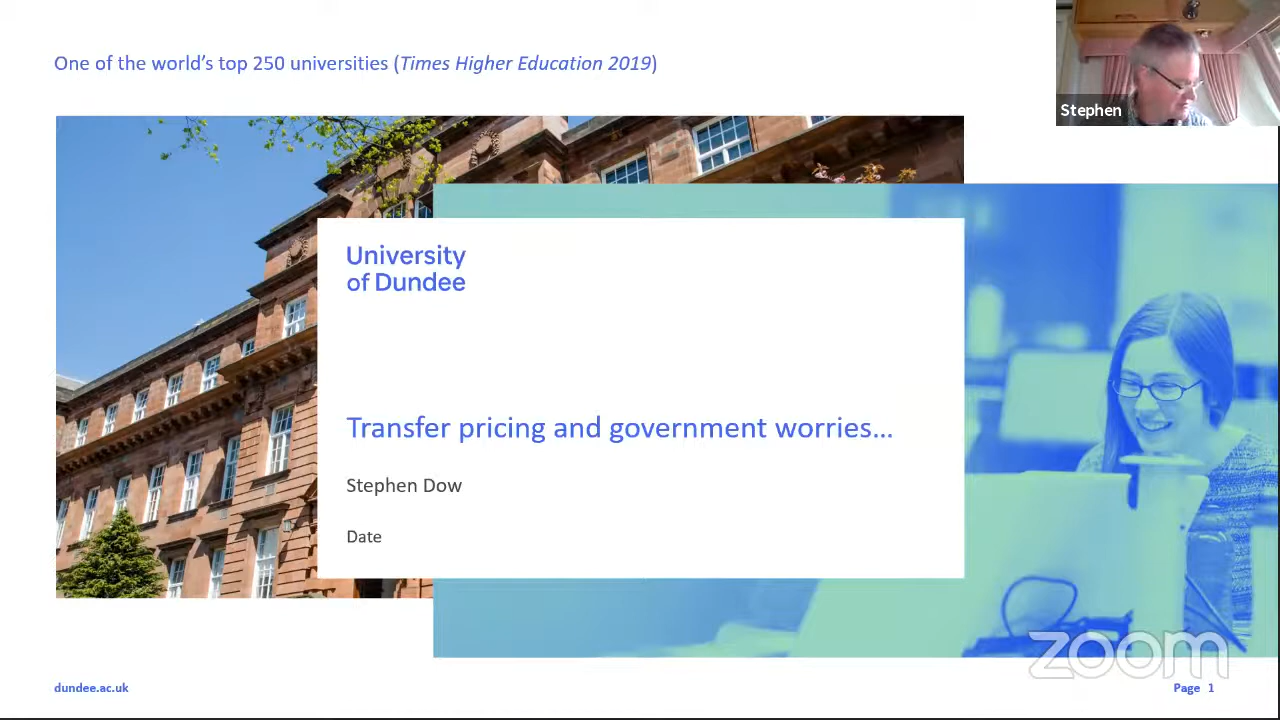 One of the world's top 250 universities (Times Higher Education 2019)
Stephen
University
of Dundee
Transfer pricing and government worries...
Stephen Dow
Date
zoom
dundee.ac.uk
Page 1